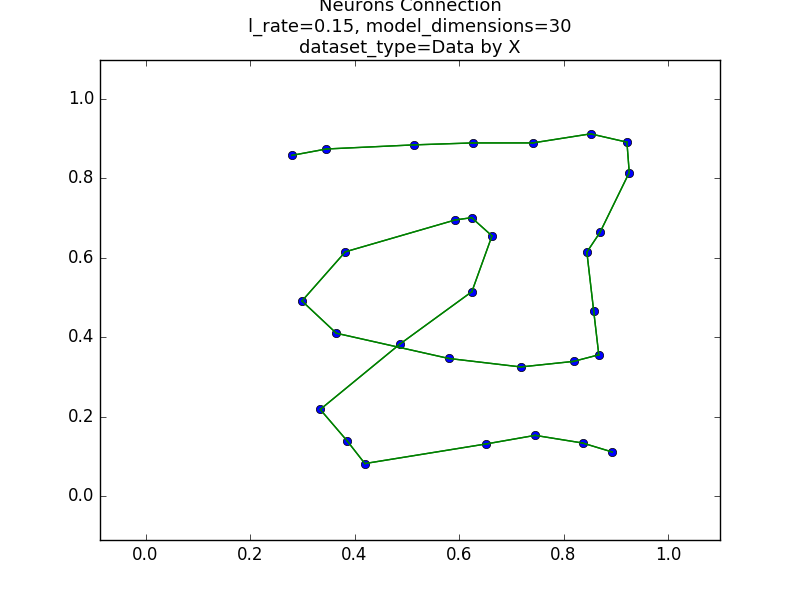 Neurons Connection
l_rate=0.15, model_dimensions=30
dataset_type=Data by X
1.0
0.8
0.6
0.4
0.2
0.0
0.0 0.2 0.4 0.6 0.8 1.0